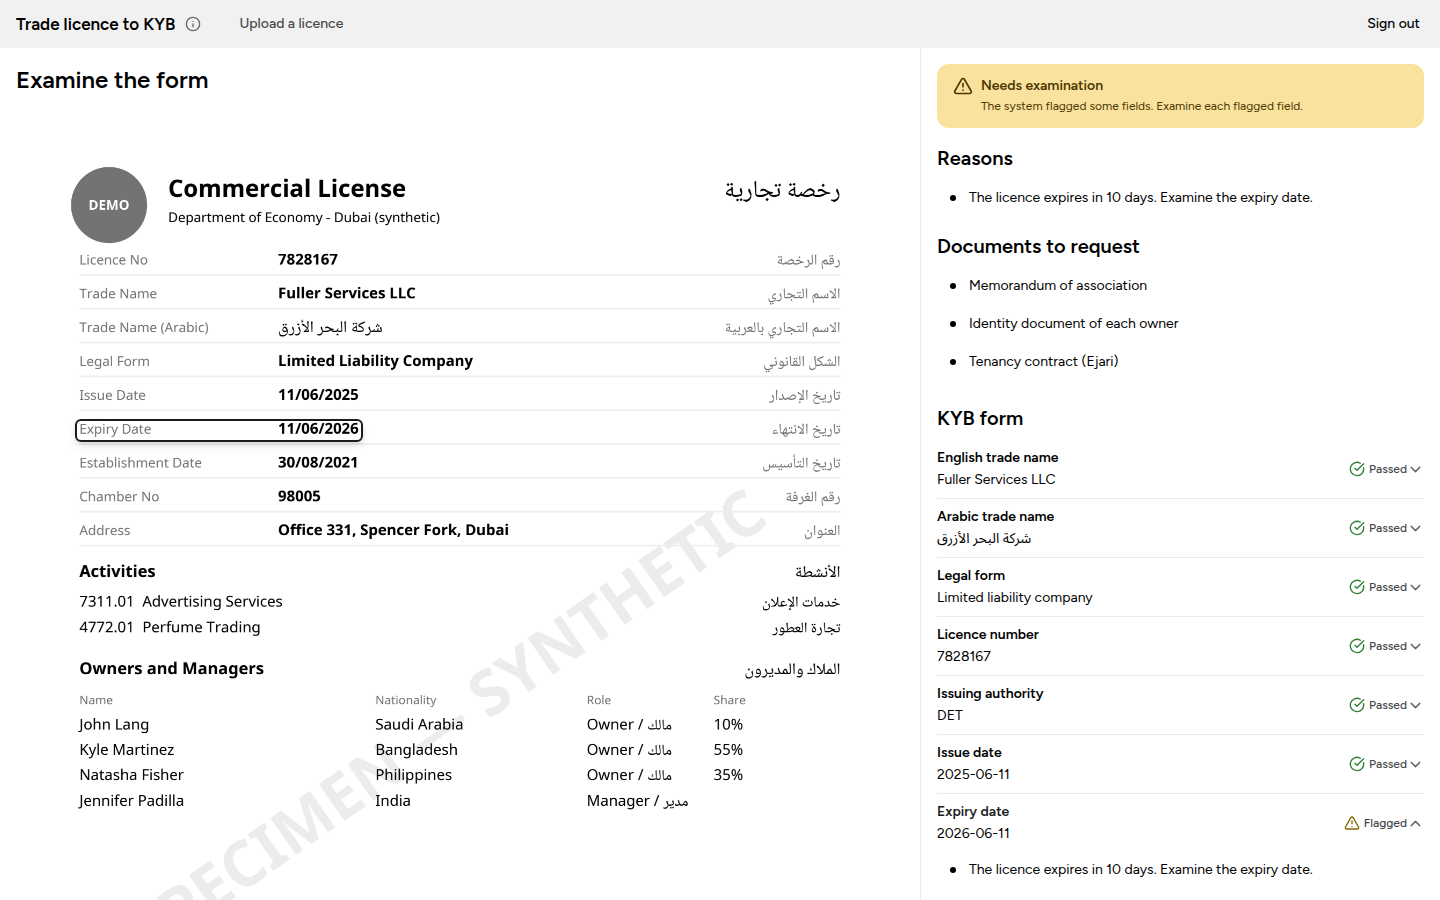 Trade licence to KYB
Upload a licence
Sign out
Examine the form
DEMO
Commercial License
رخصة تجارية
Department of Economy - Dubai (synthetic)
Licence No 7828167 رقم الرخصة
Trade Name Fuller Services LLC الاسم التجاري
Trade Name (Arabic) شركة البحر الأزرق الاسم التجاري بالعربية
Legal Form Limited Liability Company الشكل القانوني
Issue Date 11/06/2025 تاريخ الإصدار
Expiry Date 11/06/2026 تاريخ الانتهاء
Establishment Date 30/08/2021 تاريخ التأسيس
Chamber No 98005 رقم الغرفة
Address Office 331, Spencer Fork, Dubai العنوان
Activities الأنشطة
7311.01 Advertising Services خدمات الإعلان
4772.01 Perfume Trading تجارة العطور
Owners and Managers الملاك والمديرون
Name Nationality Role Share
John Lang Saudi Arabia Owner / مالك 10%
Kyle Martinez Bangladesh Owner / مالك 55%
Natasha Fisher Philippines Owner / مالك 35%
Jennifer Padilla India Manager / مدير
PECIMEN — SYNTHETIC
Needs examination
The system flagged some fields. Examine each flagged field.
Reasons
The licence expires in 10 days. Examine the expiry date.
Documents to request
Memorandum of association
Identity document of each owner
Tenancy contract (Ejari)
KYB form
English trade name
Fuller Services LLC
Passed
Arabic trade name
شركة البحر الأزرق
Passed
Legal form
Limited liability company
Passed
Licence number
7828167
Passed
Issuing authority
DET
Passed
Issue date
2025-06-11
Passed
Expiry date
2026-06-11
Flagged
The licence expires in 10 days. Examine the expiry date.